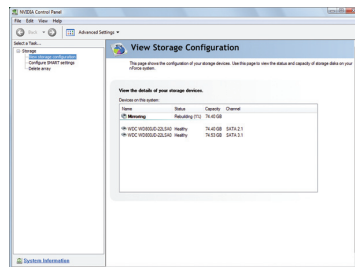 NVIDIA Control Panel
File Edit View Help
Back Advanced Settings
Select a Task...
Storage
View storage configuration
Configure SMART settings
Delete array
View Storage Configuration
This page shows the configuration of your storage devices. Use this page to view the status and capacity of storage disks on your
nForce system.
View the details of your storage devices.
Devices on this system:
Name Status Capacity Channel
Mirroring Rebuilding (1%) 74.40 GB
WDC WD800JD-22LSA0 Healthy 74.40 GB SATA 2.1
WDC WD800JD-22LSA0 Healthy 74.53 GB SATA 3.1
System Information